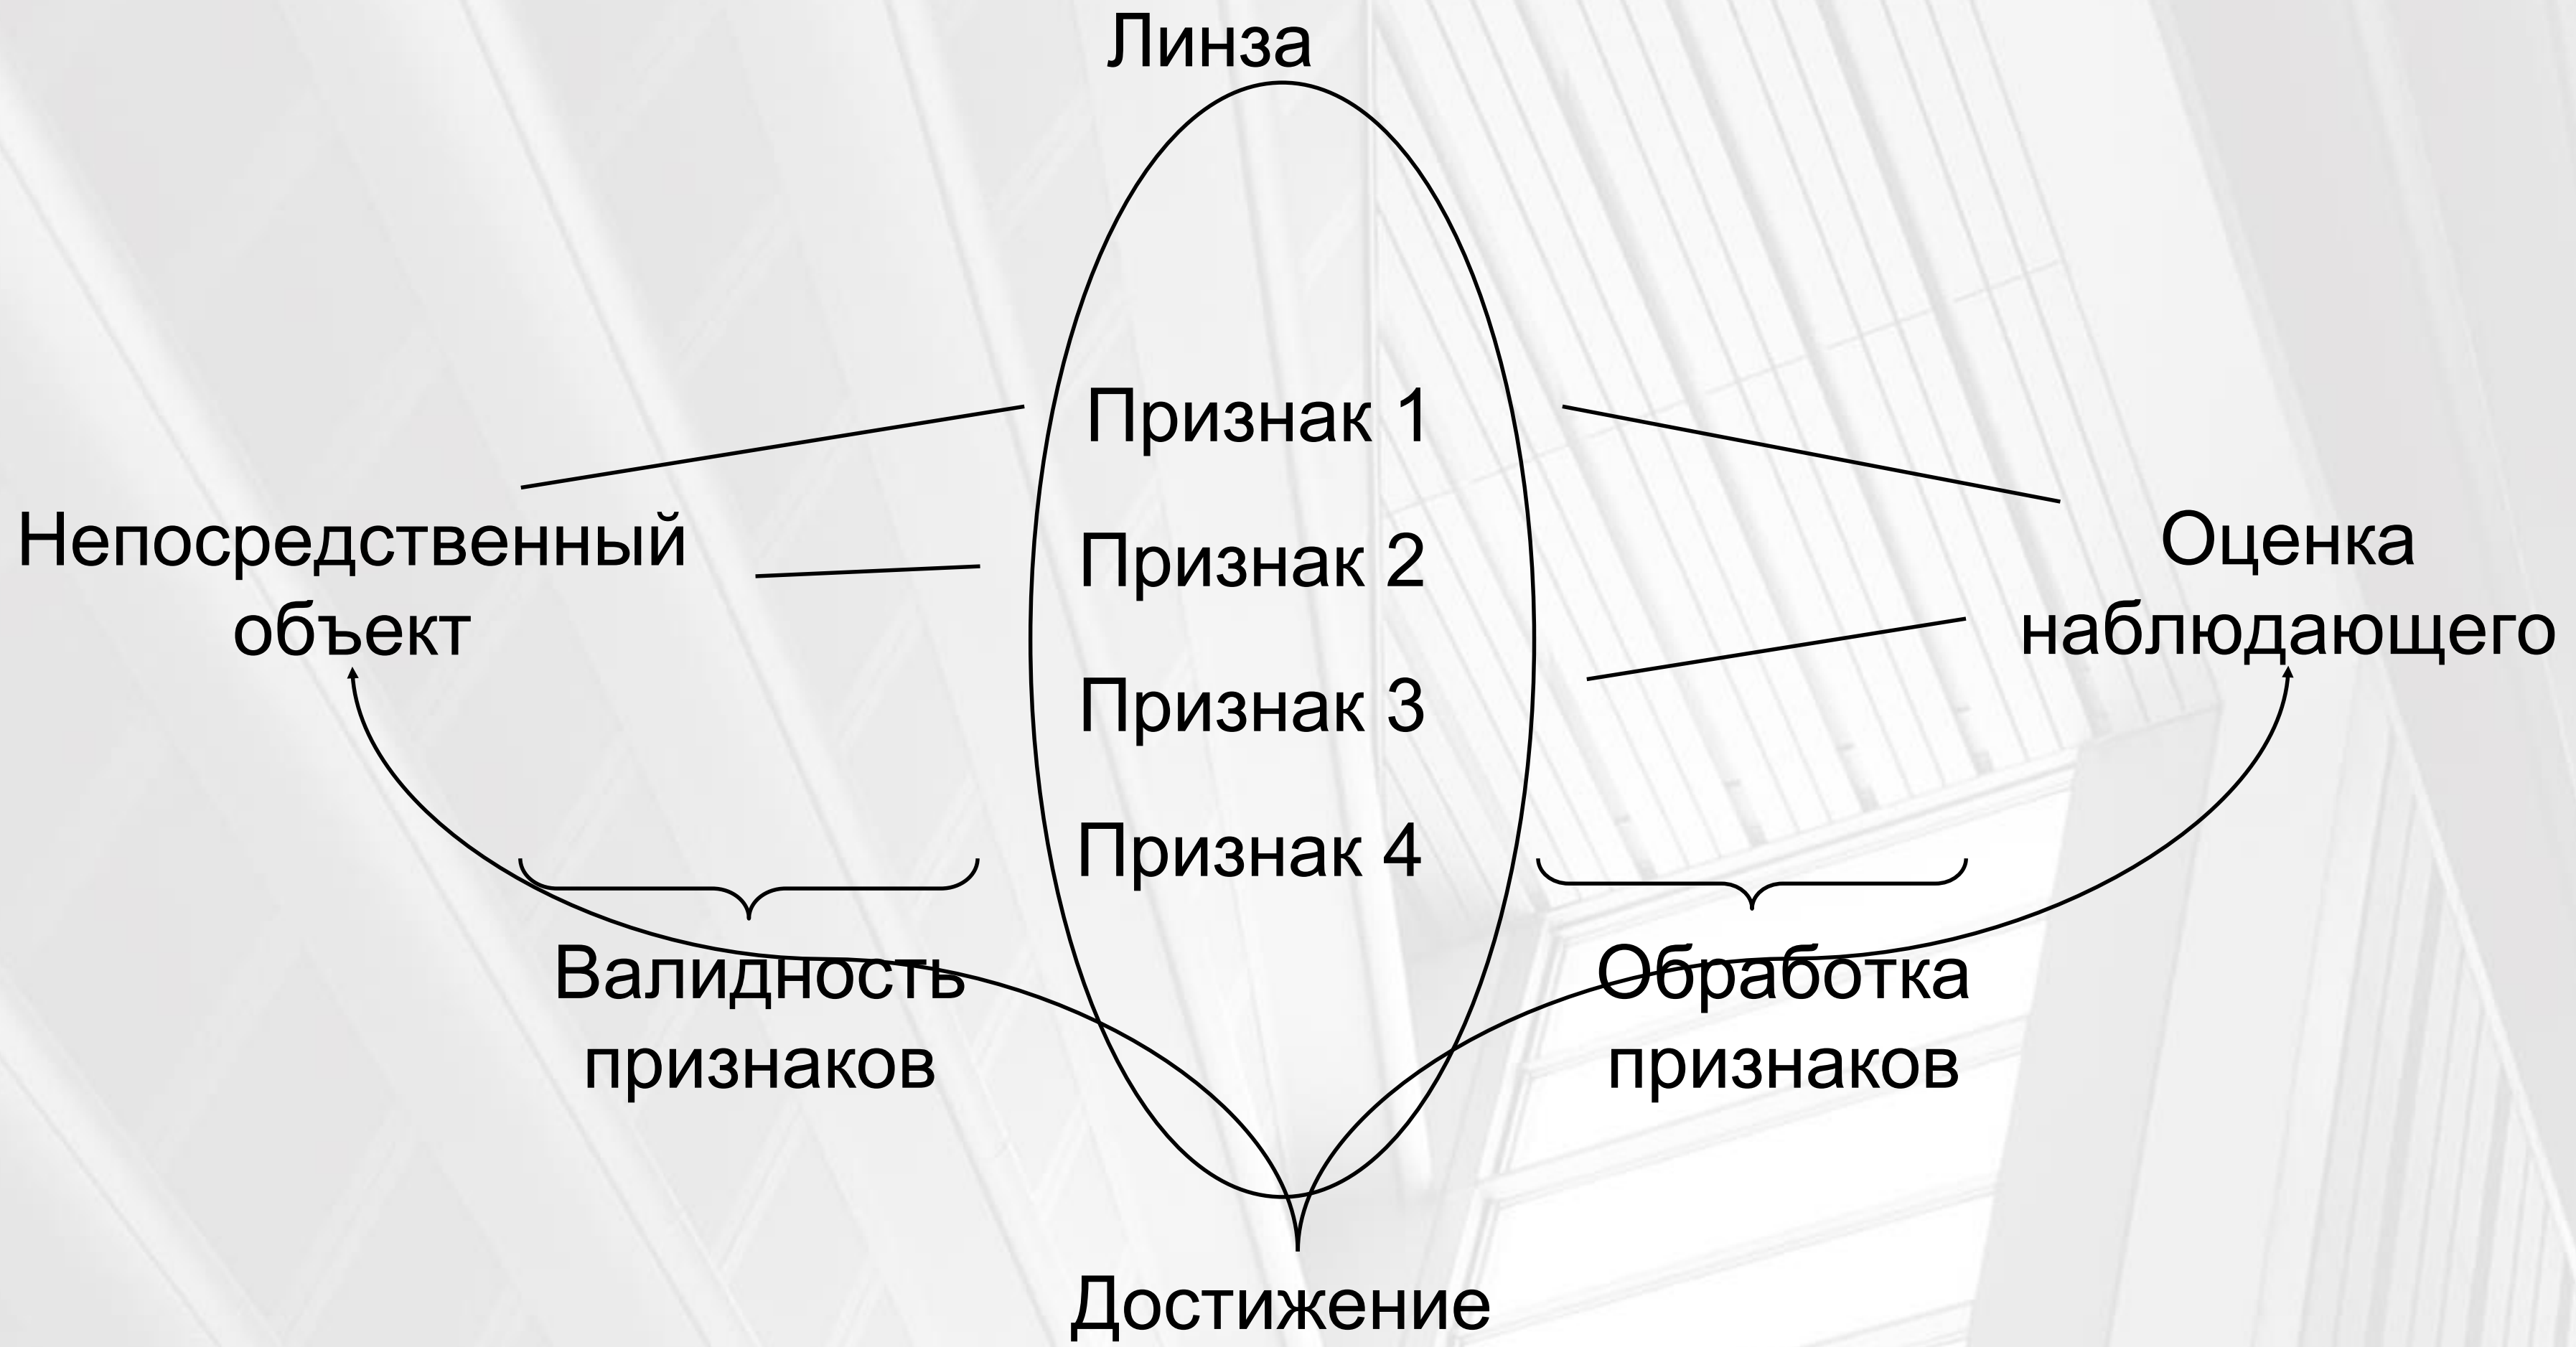 Линза
Признак 1
Непосредственный
объект
Признак 2
Оценка
наблюдающего
Признак 3
Признак 4
Валидность
признаков
Обработка
признаков
Достижение